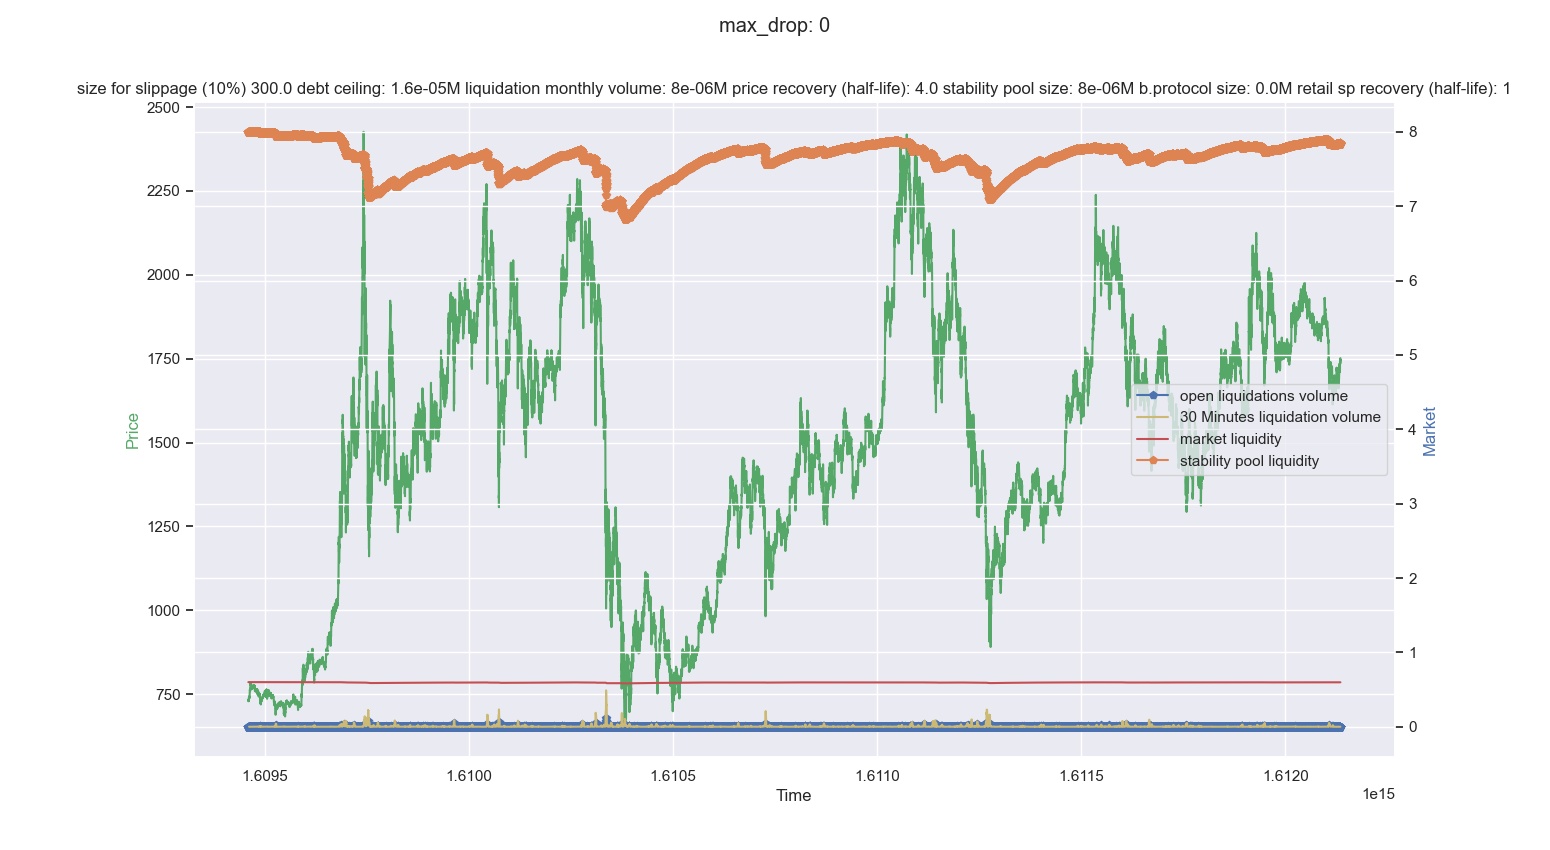 max_drop: 0
size for slippage (10%) 300.0 debt ceiling: 1.6e-05M liquidation monthly volume: 8e-06M price recovery (half-life): 4.0 stability pool size: 8e-06M b.protocol size: 0.0M retail sp recovery (half-life): 1
2500
2250
2000
1750
1500
1250
1000
750
Price
8
7
6
5
4
3
2
1
0
Market
open liquidations volume
30 Minutes liquidation volume
market liquidity
stability pool liquidity
1.6095 1.6100 1.6105 1.6110 1.6115 1.6120
Time
1e15